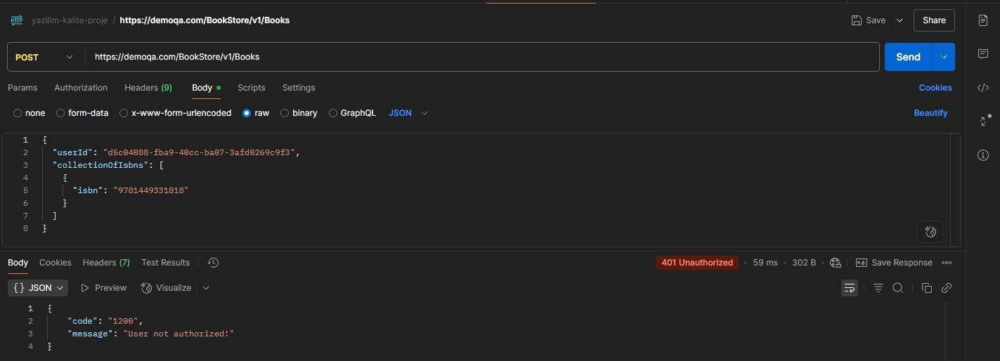 HTTP yazilim-kalite-proje / https://demoqa.com/BookStore/v1/Books Save Share
POST https://demoqa.com/BookStore/v1/Books Send
Params Authorization Headers (9) Body Scripts Settings Cookies
none form-data x-www-form-urlencoded raw binary GraphQL JSON Beautify
1 {
2 "userId": "d5c04088-fba9-40cc-ba07-3afd0269c9f3",
3 "collectionOfIsbns": [
4 {
5 "isbn": "9781449331818"
6 }
7 ]
8 }
Body Cookies Headers (7) Test Results 401 Unauthorized • 59 ms • 302 B • e.g. Save Response
{} JSON Preview Visualize
1 {
2 "code": "1200",
3 "message": "User not authorized!"
4 }